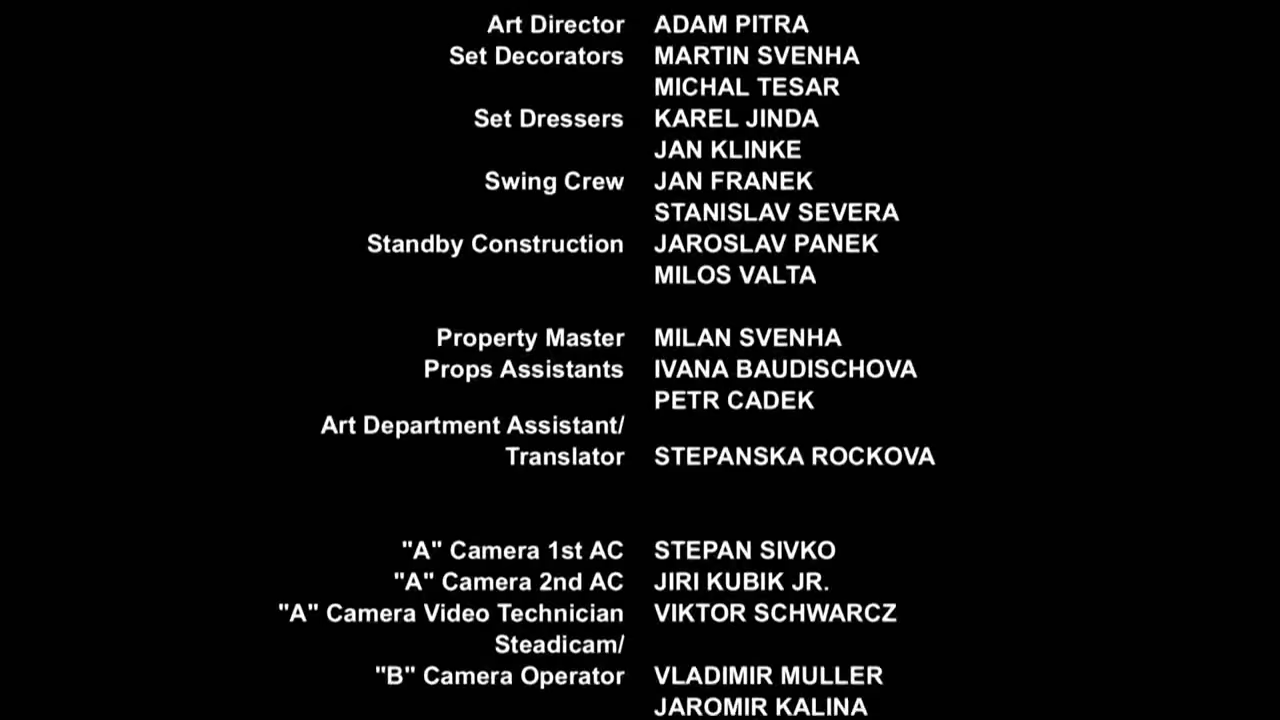 Art Director ADAM PITRA
Set Decorators MARTIN SVENHA
MICHAL TESAR
Set Dressers KAREL JINDA
JAN KLINKE
Swing Crew JAN FRANEK
STANISLAV SEVERA
Standby Construction JAROSLAV PANEK
MILOS VALTA
Property Master MILAN SVENHA
Props Assistants IVANA BAUDISCHOVA
PETR CADEK
Art Department Assistant/
Translator STEPANSKA ROCKOVA
"A" Camera 1st AC STEPAN SIVKO
"A" Camera 2nd AC JIRI KUBIK JR.
"A" Camera Video Technician VIKTOR SCHWARCZ
Steadicam/
"B" Camera Operator VLADIMIR MULLER
JAROMIR KALINA